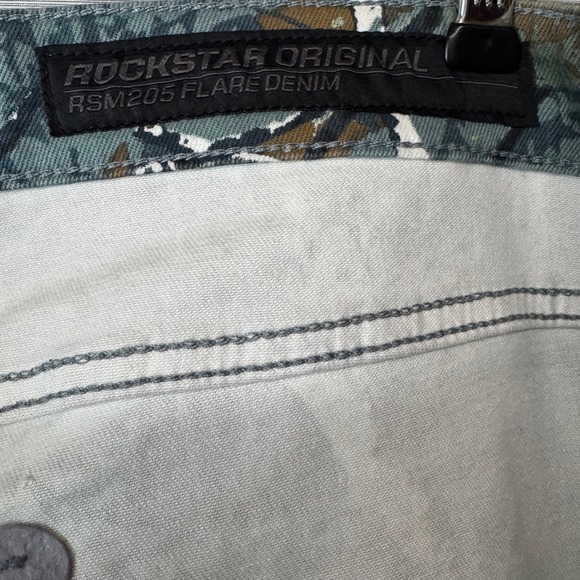 ROCKSTAR ORIGINAL
RSM205 FLARE DENIM